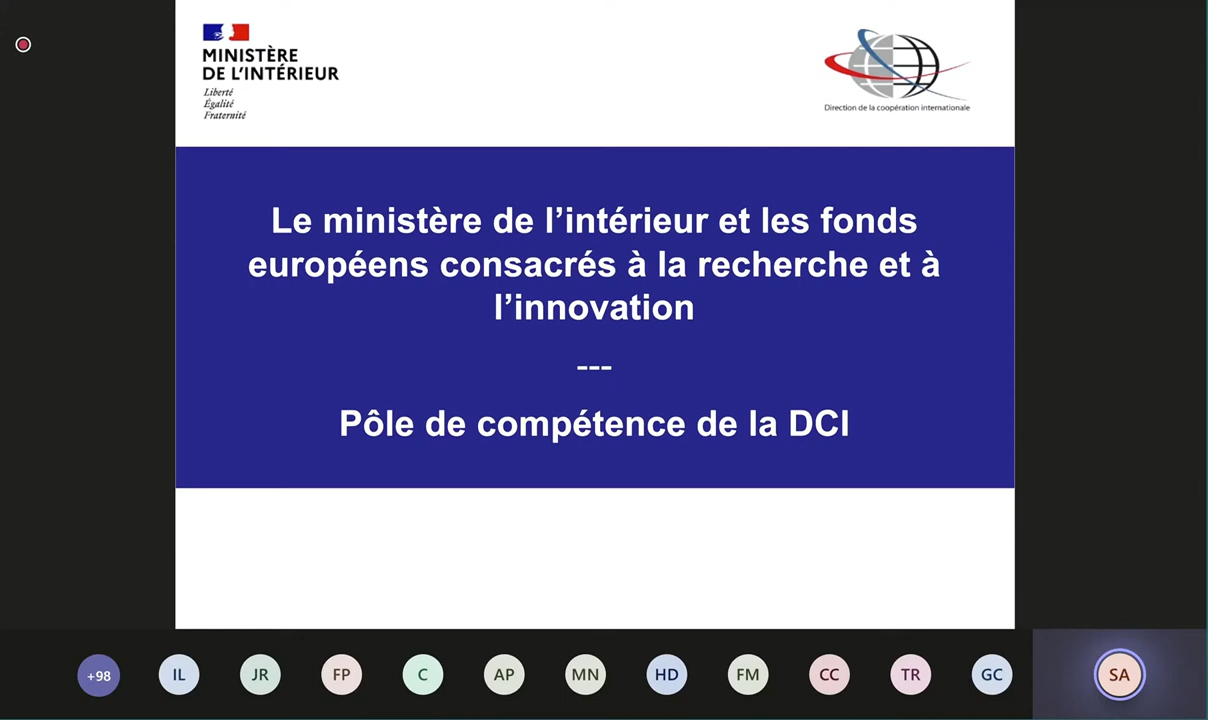 MINISTÈRE
DE L'INTÉRIEUR
Liberté
Égalité
Fraternité
Direction de la coopération internationale
Le ministère de l'intérieur et les fonds
européens consacrés à la recherche et à
l'innovation
---
Pôle de compétence de la DCI
+98
IL
JR
FP
C
AP
MN
HD
FM
CC
TR
GC
SA